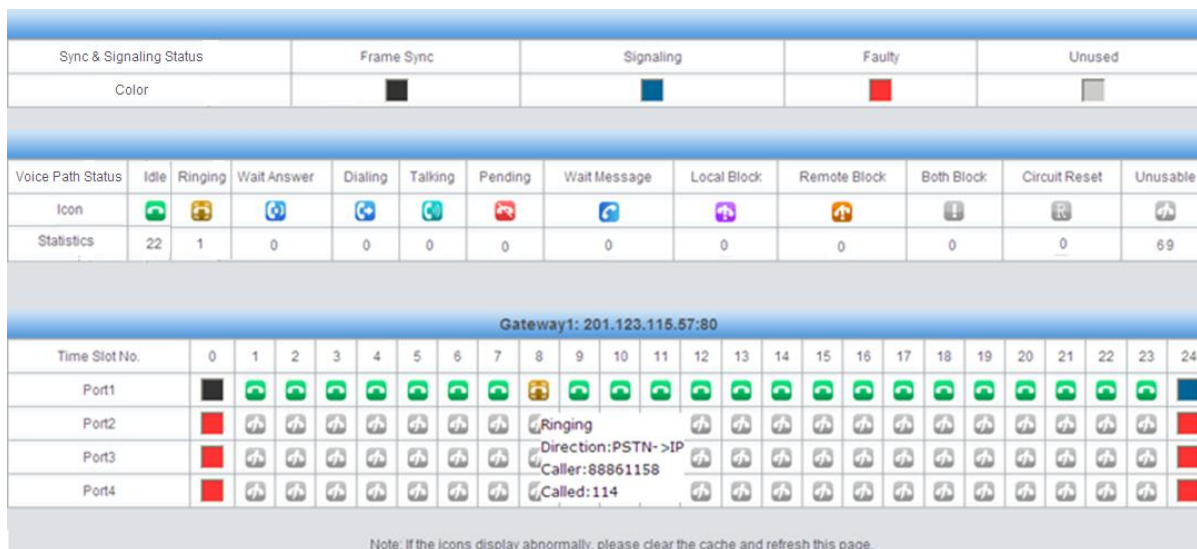 Sync & Signaling Status Frame Sync Signaling Faulty Unused
Color
Voice Path Status Idle Ringing Wait Answer Dialing Talking Pending Wait Message Local Block Remote Block Both Block Circuit Reset Unusable
Icon
Statistics 22 1 0 0 0 0 0 0 0 0 0 69
Gateway1: 201.123.115.57:80
Time Slot No. 0 1 2 3 4 5 6 7 8 9 10 11 12 13 14 15 16 17 18 19 20 21 22 23 24
Port1
Port2
Ringing
Direction:PSTN->IP
Port3
Caller:88861158
Port4
Called:114
Note: If the icons display abnormally, please clear the cache and refresh this page.